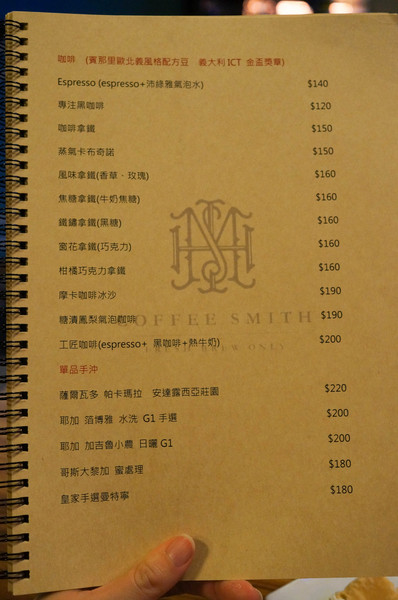 咖啡 (賓那里歐北義風格配方豆 義大利ICT 金盃獎章)
Espresso (espresso+沛綠雅氣泡水) $140
專注黑咖啡 $120
咖啡拿鐵 $150
蒸氣卡布奇諾 $150
風味拿鐵(香草、玫瑰) $160
焦糖拿鐵(牛奶焦糖) $160
鐵鏽拿鐵(黑糖) $160
窗花拿鐵(巧克力) $160
柑橘巧克力拿鐵 $160
摩卡咖啡冰沙 $190
糖漬鳳梨氣泡咖啡 $190
COFFEE SMITH
工匠咖啡(espresso+ 黑咖啡+熱牛奶) $200
單品手沖
薩爾瓦多 帕卡瑪拉 安達露西亞莊園 $220
耶加 箔博雅 水洗 G1 手選 $200
耶加 加吉魯小農 日曬 G1 $200
哥斯大黎加 蜜處理 $180
皇家手選曼特寧 $180